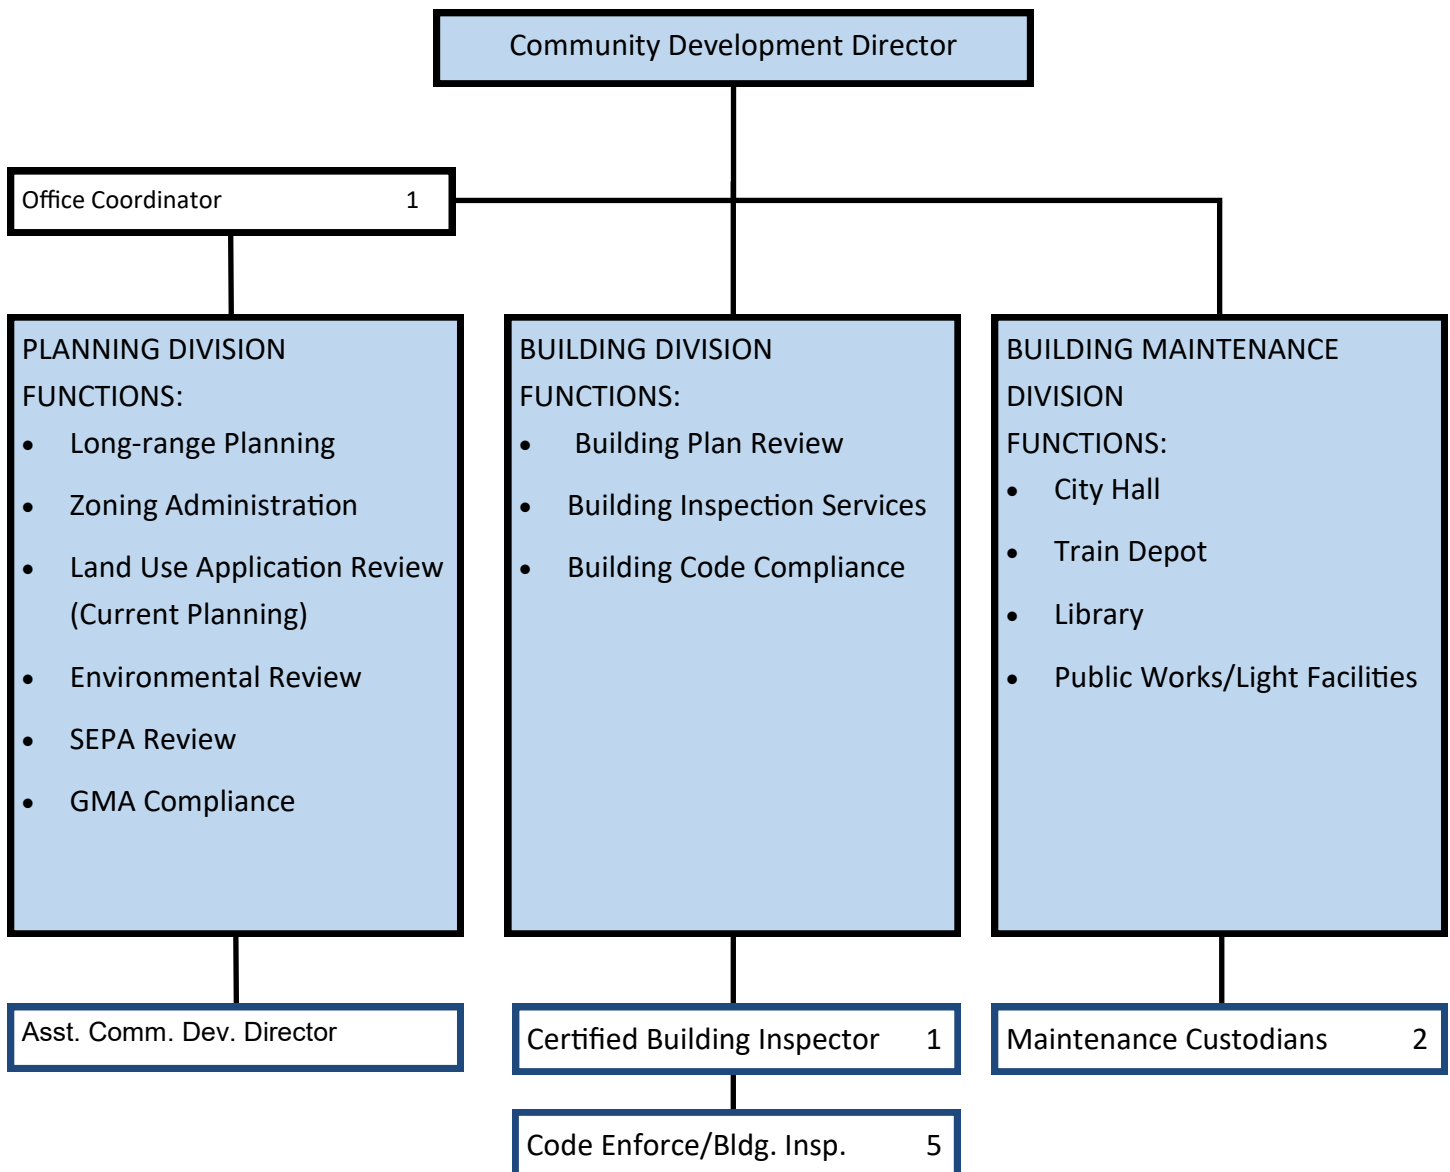 Community Development Director
Office Coordinator 1
PLANNING DIVISION
FUNCTIONS:
• Long-range Planning
• Zoning Administration
• Land Use Application Review
(Current Planning)
• Environmental Review
• SEPA Review
• GMA Compliance
BUILDING DIVISION
FUNCTIONS:
• Building Plan Review
• Building Inspection Services
• Building Code Compliance
BUILDING MAINTENANCE
DIVISION
FUNCTIONS:
• City Hall
• Train Depot
• Library
• Public Works/Light Facilities
Asst. Comm. Dev. Director
Certified Building Inspector 1
Maintenance Custodians 2
Code Enforce/Bldg. Insp. 5